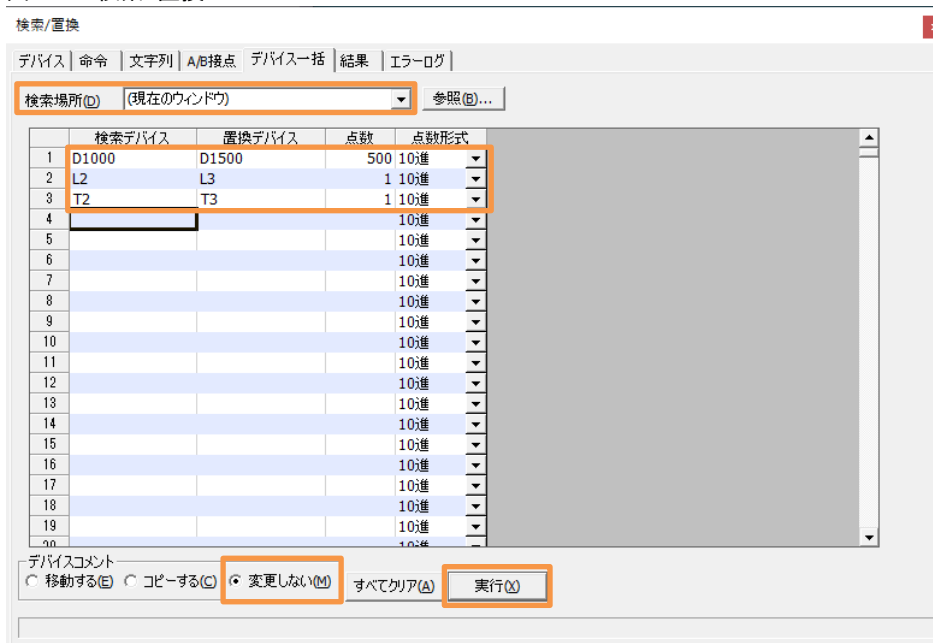 検索/置換
デバイス 命令 文字列 A/B接点 デバイス一括 結果 エラーログ
検索場所(D) (現在のウィンドウ) 参照(B)...
検索デバイス 置換デバイス 点数 点数形式
1 D1000 D1500 500 10進
2 L2 L3 1 10進
3 T2 T3 1 10進
4 10進
5 10進
6 10進
7 10進
8 10進
9 10進
10 10進
11 10進
12 10進
13 10進
14 10進
15 10進
16 10進
17 10進
18 10進
19 10進
20 10進
デバイスコメント
移動する(E) コピーする(C) 変更しない(M) すべてクリア(A) 実行(X)